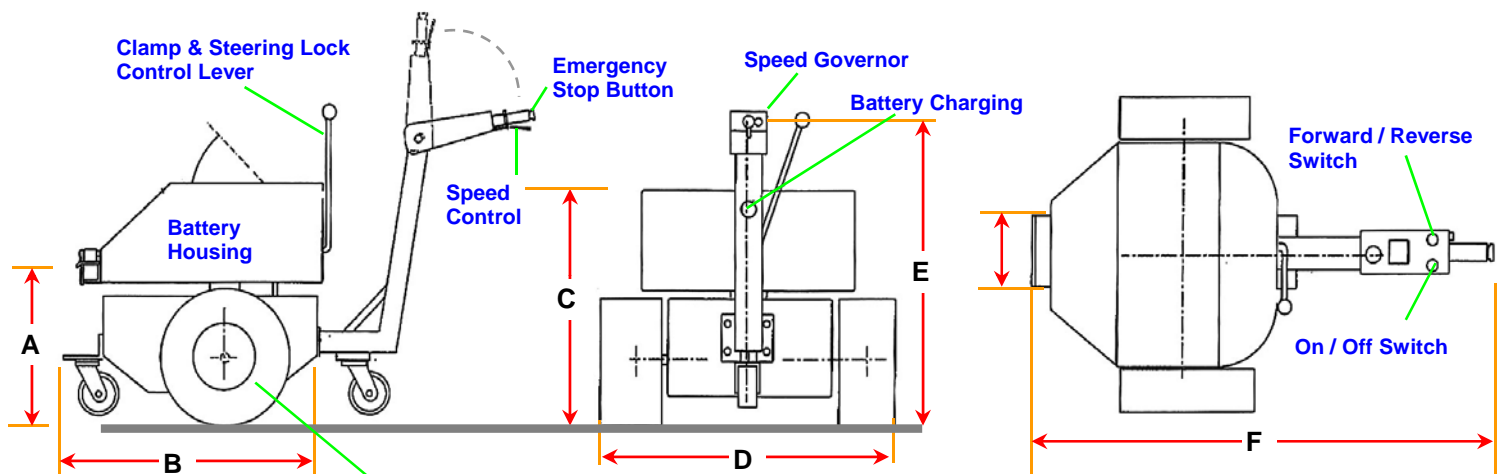 Clamp & Steering Lock
Control Lever
Emergency
Stop Button
Speed
Control
Battery
Housing
A
B
Speed Governor
Battery Charging
C
D
E
Forward / Reverse
Switch
On / Off Switch
F